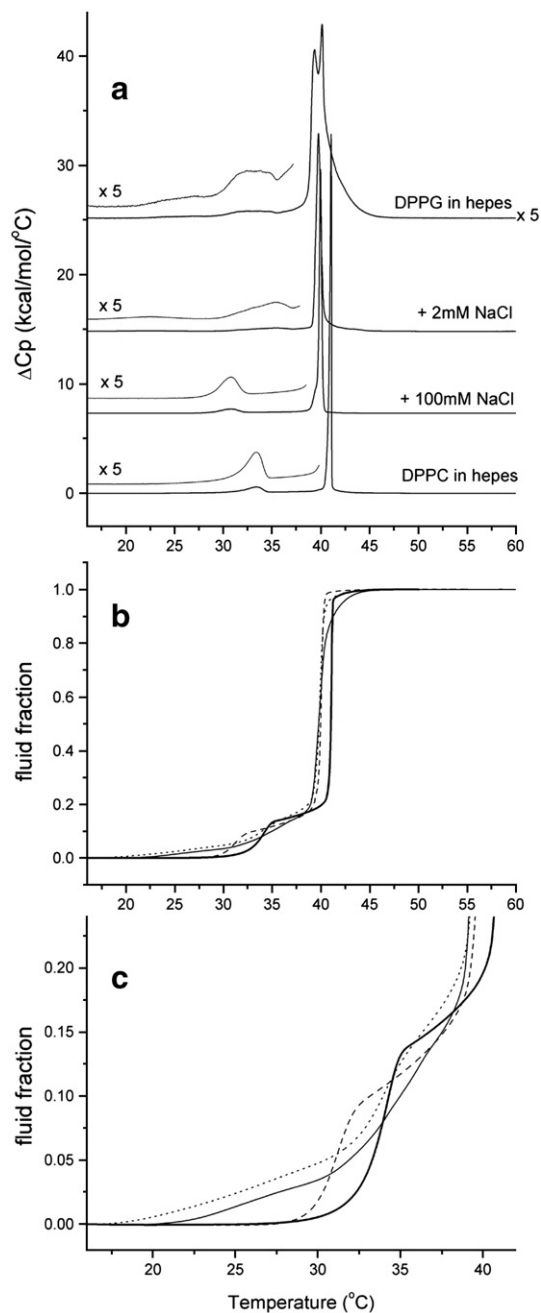 a
40
30
20
10
0
ΔCp (kcal/mol/°C)
x 5
DPPG in hepes
x 5
x 5
+ 2mM NaCl
x 5
+ 100mM NaCl
x 5
DPPC in hepes
20 25 30 35 40 45 50 55 60
b
1.0
0.8
0.6
0.4
0.2
0.0
fluid fraction
20 25 30 35 40 45 50 55 60
c
0.20
0.15
0.10
0.05
0.00
fluid fraction
20 25 30 35 40
Temperature (°C)